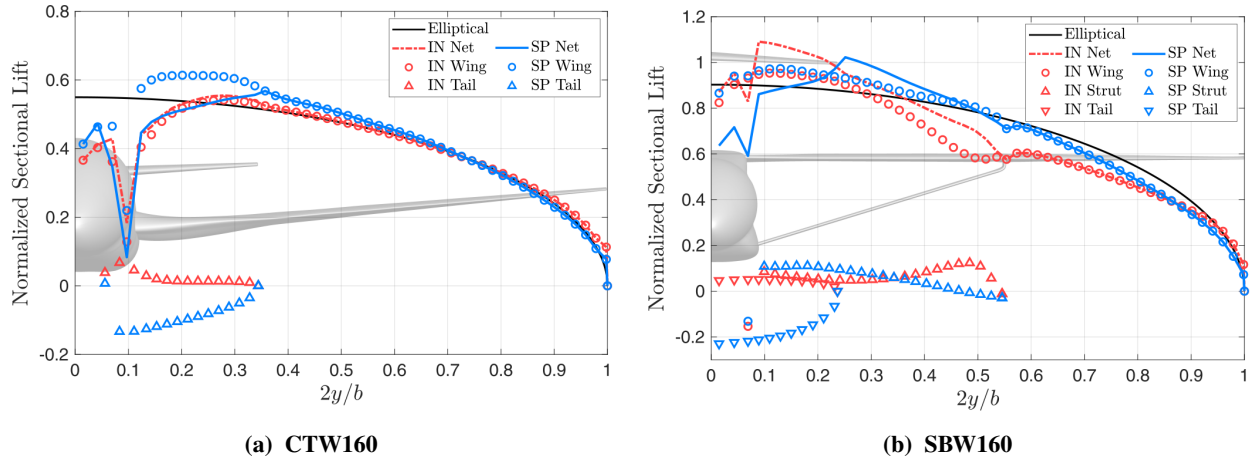 Normalized Sectional Lift
0.8
0.6
0.4
0.2
0
-0.2
Elliptical
IN Net
SP Net
IN Wing
SP Wing
IN Tail
SP Tail
0 0.1 0.2 0.3 0.4 0.5 0.6 0.7 0.8 0.9 1
2y/b
(a) CTW160
Normalized Sectional Lift
1.2
1
0.8
0.6
0.4
0.2
0
-0.2
Elliptical
IN Net
SP Net
IN Wing
SP Wing
IN Strut
SP Strut
IN Tail
SP Tail
0 0.1 0.2 0.3 0.4 0.5 0.6 0.7 0.8 0.9 1
2y/b
(b) SBW160